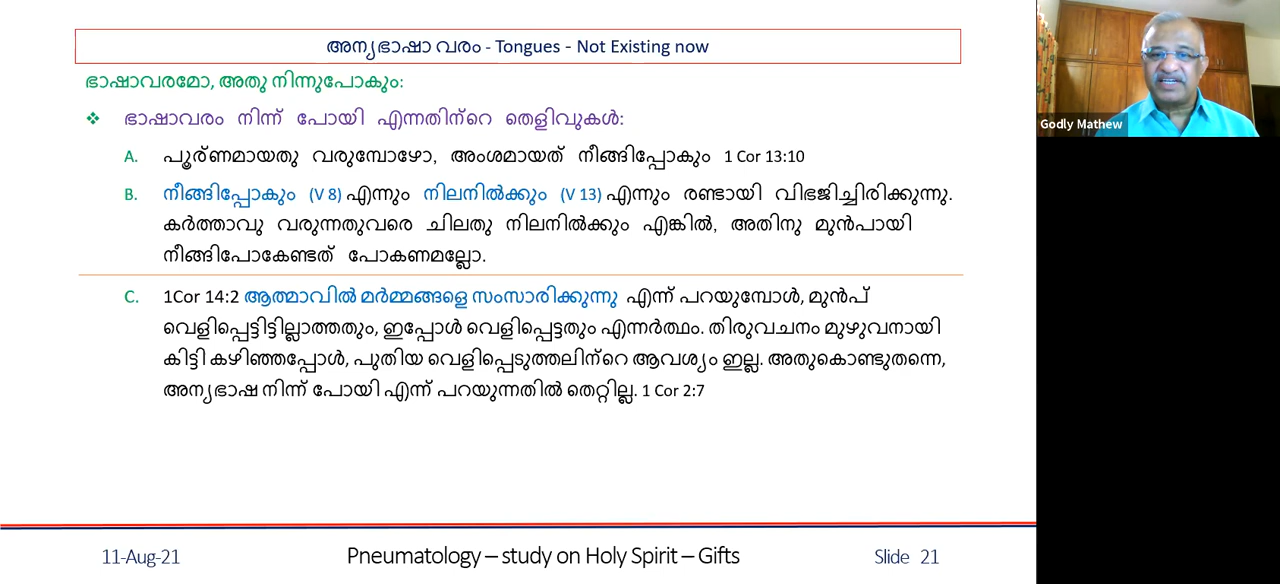 അന്യഭാഷാ വരം - Tongues - Not Existing now
ഭാഷാവരമോ, അതു നിന്നുപോകും:
❖ ഭാഷാവരം നിന്ന് പോയി എന്നതിന്റെ തെളിവുകൾ:
A. പൂര്ണമായതു വരുമ്പോഴോ, അംശമായത് നീങ്ങിപ്പോകും 1 Cor 13:10
B. നീങ്ങിപ്പോകും (V 8) എന്നും നിലനിൽക്കും (V 13) എന്നും രണ്ടായി വിഭജിച്ചിരിക്കുന്നു.
കർത്താവു വരുന്നതുവരെ ചിലതു നിലനിൽക്കും എങ്കിൽ, അതിനു മുൻപായി
നീങ്ങിപോകേണ്ടത് പോകണമല്ലോ.
C. 1Cor 14:2 ആത്മാവിൽ മർമ്മങ്ങളെ സംസാരിക്കുന്നു എന്ന് പറയുമ്പോൾ, മുൻപ്
വെളിപ്പെട്ടിട്ടില്ലാത്തതും, ഇപ്പോൾ വെളിപ്പെട്ടതും എന്നർത്ഥം. തിരുവചനം മുഴുവനായി
കിട്ടി കഴിഞ്ഞപ്പോൾ, പുതിയ വെളിപ്പെടുത്തലിന്റെ ആവശ്യം ഇല്ല. അതുകൊണ്ടുതന്നെ,
അന്യഭാഷ നിന്ന് പോയി എന്ന് പറയുന്നതിൽ തെറ്റില്ല. 1 Cor 2:7
11-Aug-21 Pneumatology – study on Holy Spirit – Gifts Slide 21
Godly Mathew